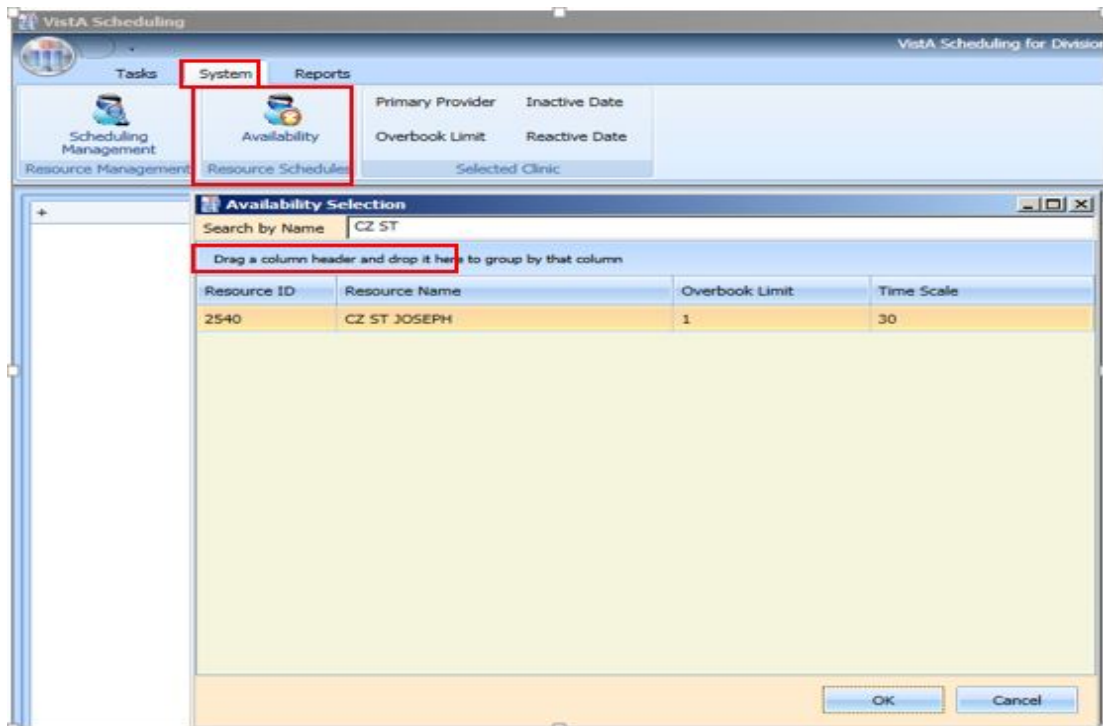 VistA Scheduling
VistA Scheduling for Division
Tasks System Reports
Scheduling Management
Resource Management
Availability
Resource Schedules
Primary Provider Inactive Date
Overbook Limit Reactive Date
Selected Clinic
+
Availability Selection
Search by Name CZ ST
Drag a column header and drop it here to group by that column
Resource ID Resource Name Overbook Limit Time Scale
2540 CZ ST JOSEPH 1 30
OK Cancel